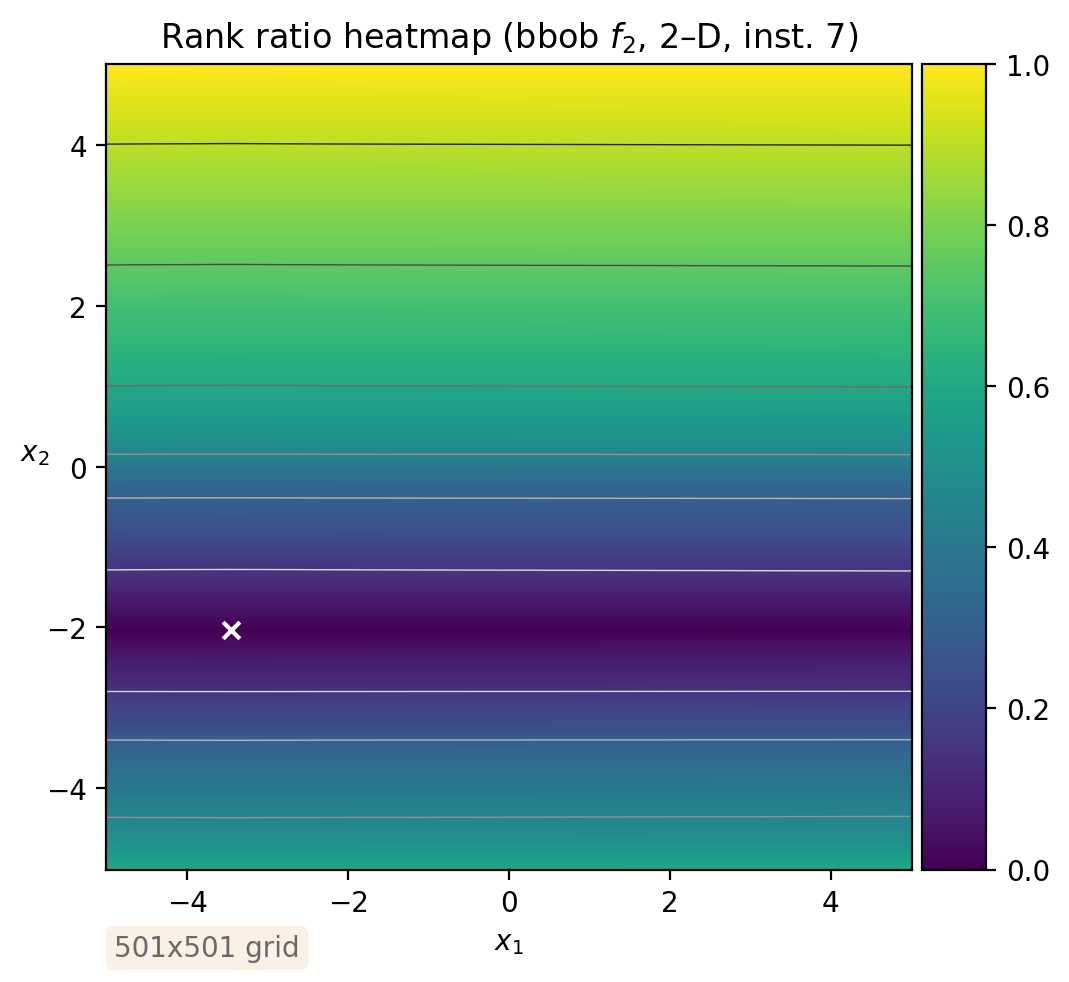 Rank ratio heatmap (bbob f₂, 2–D, inst. 7)
1.0
0.8
0.6
0.4
0.2
0.0
4
2
0
−2
−4
x₂
−4 −2 0 2 4
x₁
501x501 grid